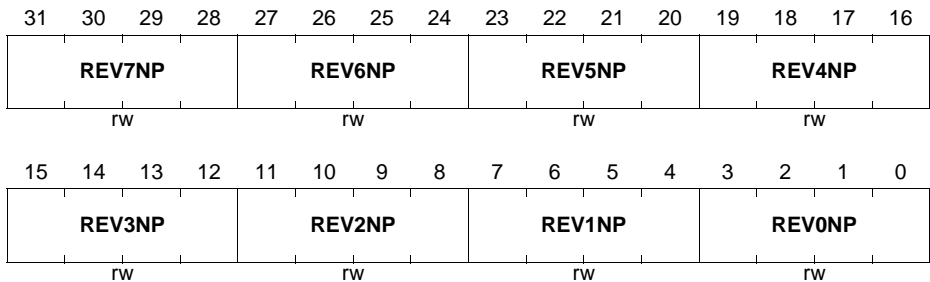 31 30 29 28 27 26 25 24 23 22 21 20 19 18 17 16
REV7NP REV6NP REV5NP REV4NP
rw rw rw rw
15 14 13 12 11 10 9 8 7 6 5 4 3 2 1 0
REV3NP REV2NP REV1NP REV0NP
rw rw rw rw